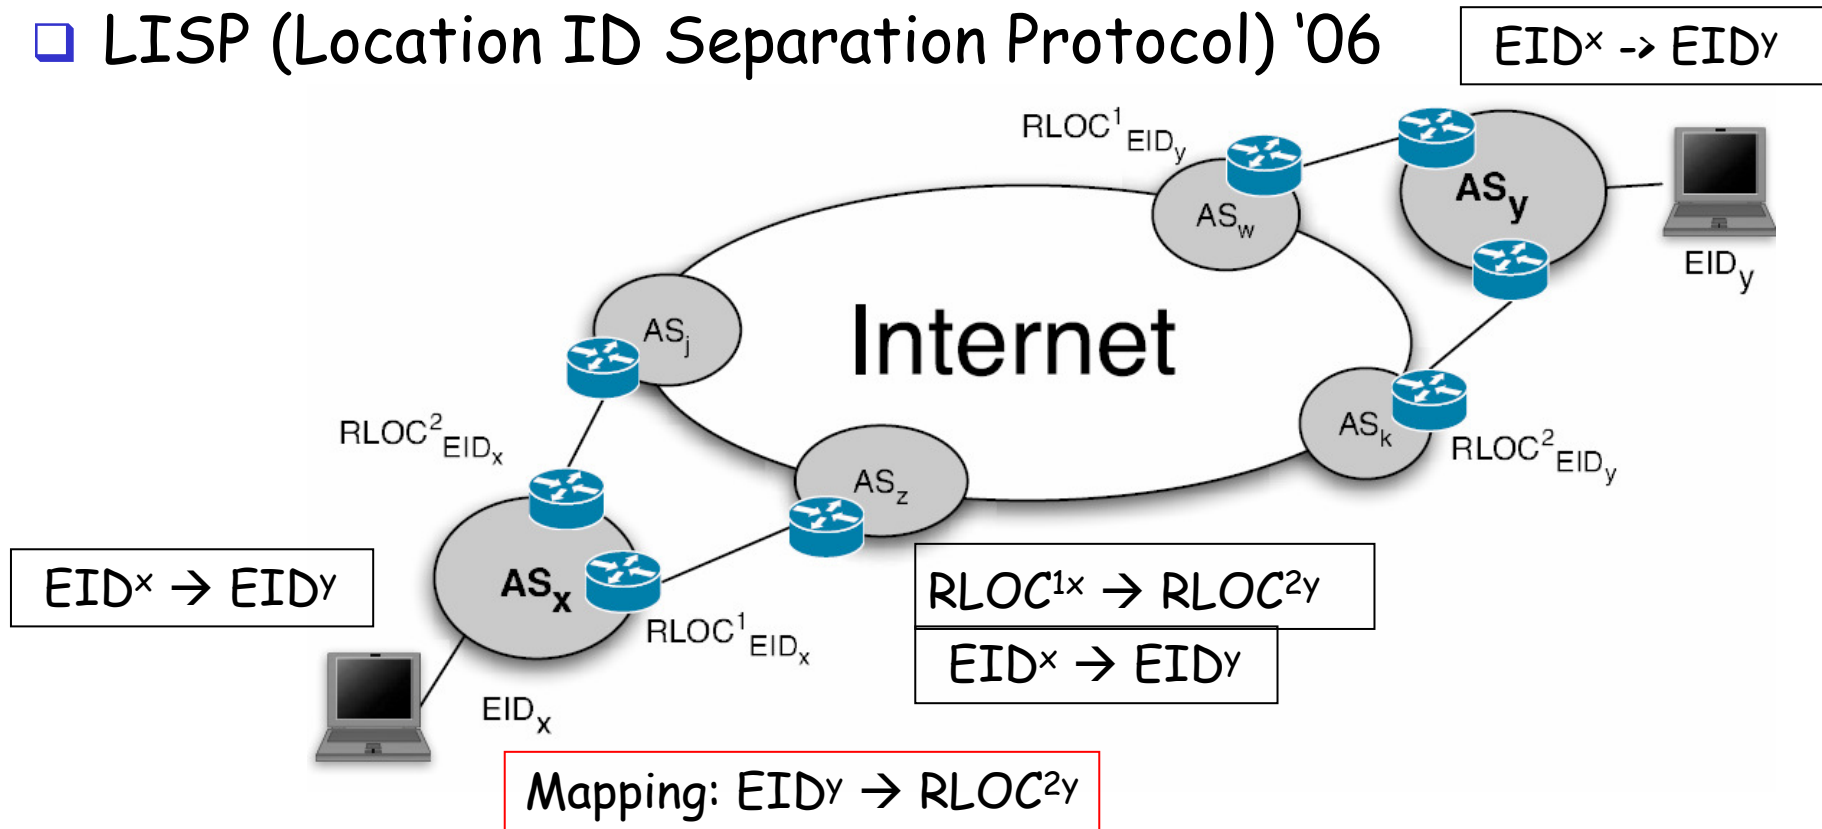 LISP (Location ID Separation Protocol) ‘06
EIDˣ -> EIDʸ
RLOC¹EIDy
ASw
ASy
EIDy
ASj
Internet
RLOC²EIDx
ASz
ASk
RLOC²EIDy
EIDˣ → EIDʸ
ASx
RLOC¹EIDx
RLOC¹ˣ → RLOC²ʸ
EIDˣ → EIDʸ
EIDx
Mapping: EIDʸ → RLOC²ʸ